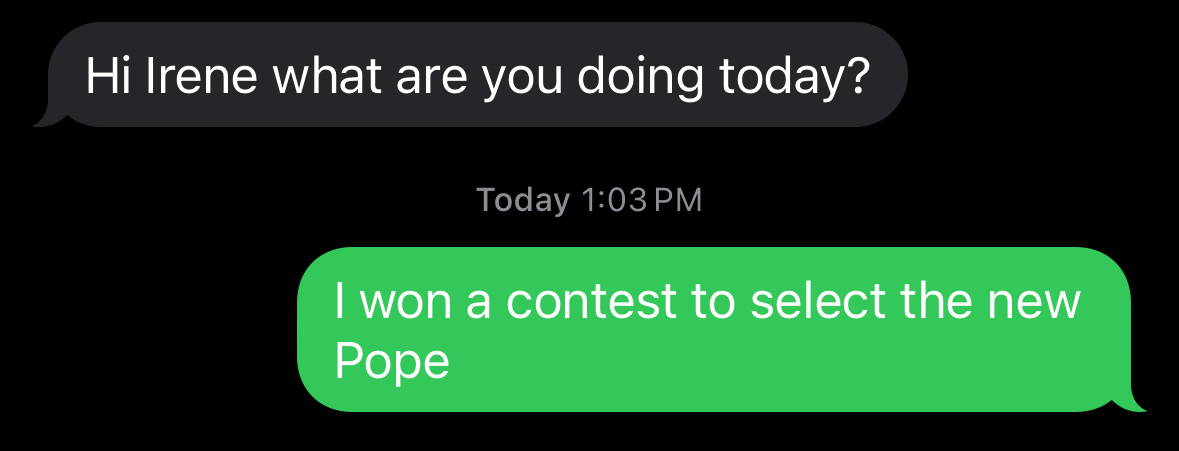 Hi Irene what are you doing today?
Today 1:03 PM
I won a contest to select the new
Pope